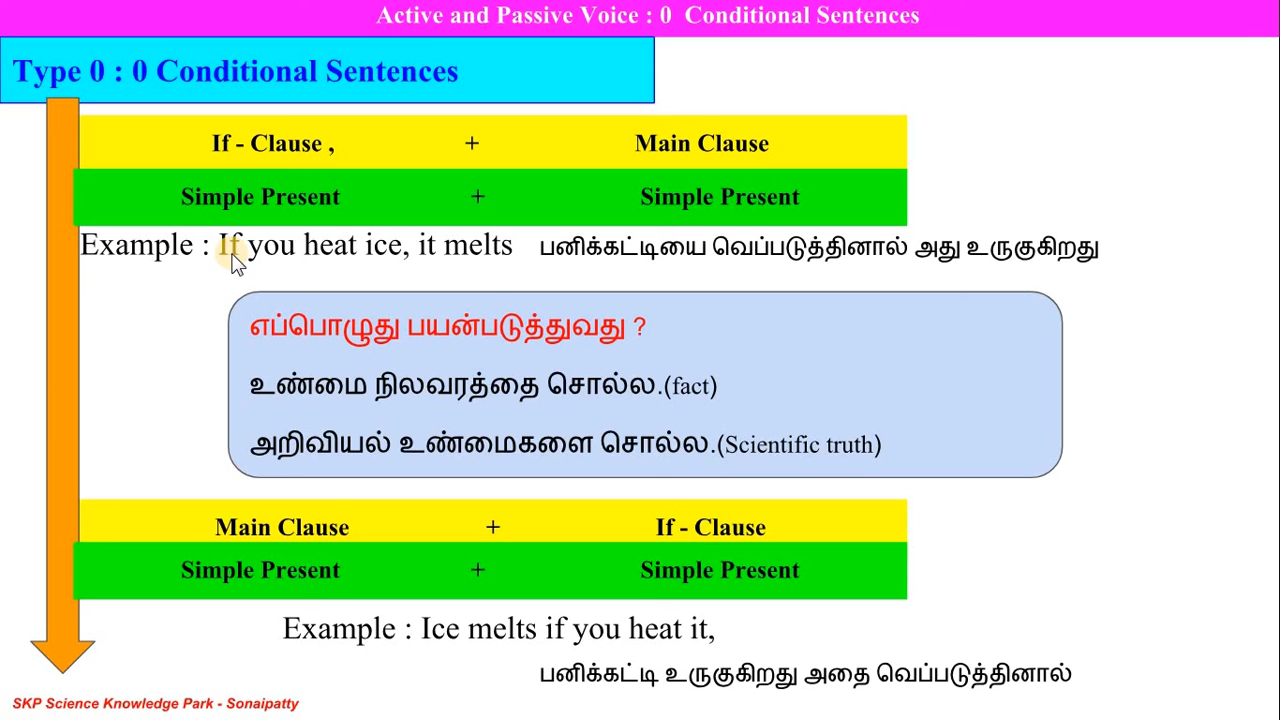 Active and Passive Voice : 0 Conditional Sentences
Type 0 : 0 Conditional Sentences
If - Clause , + Main Clause
Simple Present + Simple Present
Example : If you heat ice, it melts பனிக்கட்டியை வெப்படுத்தினால் அது உருகுகிறது
எப்பொழுது பயன்படுத்துவது ?
உண்மை நிலவரத்தை சொல்ல.(fact)
அறிவியல் உண்மைகளை சொல்ல.(Scientific truth)
Main Clause + If - Clause
Simple Present + Simple Present
Example : Ice melts if you heat it,
பனிக்கட்டி உருகுகிறது அதை வெப்படுத்தினால்
SKP Science Knowledge Park - Sonaipatty